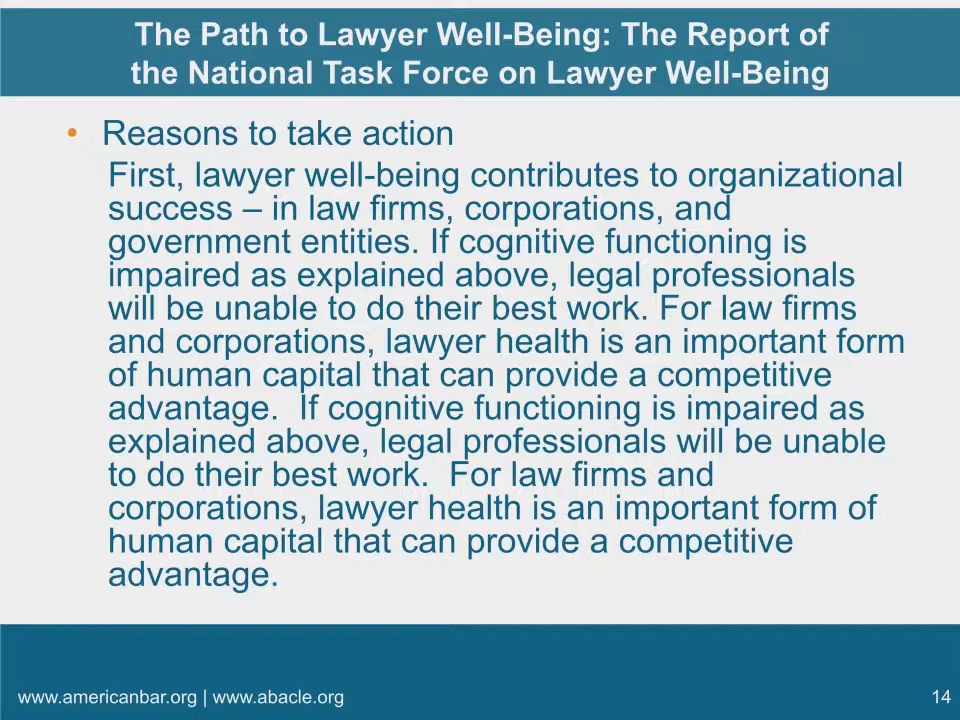 The Path to Lawyer Well-Being: The Report of
the National Task Force on Lawyer Well-Being
• Reasons to take action
First, lawyer well-being contributes to organizational
success – in law firms, corporations, and
government entities. If cognitive functioning is
impaired as explained above, legal professionals
will be unable to do their best work. For law firms
and corporations, lawyer health is an important form
of human capital that can provide a competitive
advantage.  If cognitive functioning is impaired as
explained above, legal professionals will be unable
to do their best work.  For law firms and
corporations, lawyer health is an important form of
human capital that can provide a competitive
advantage.
www.americanbar.org | www.abacle.org
14